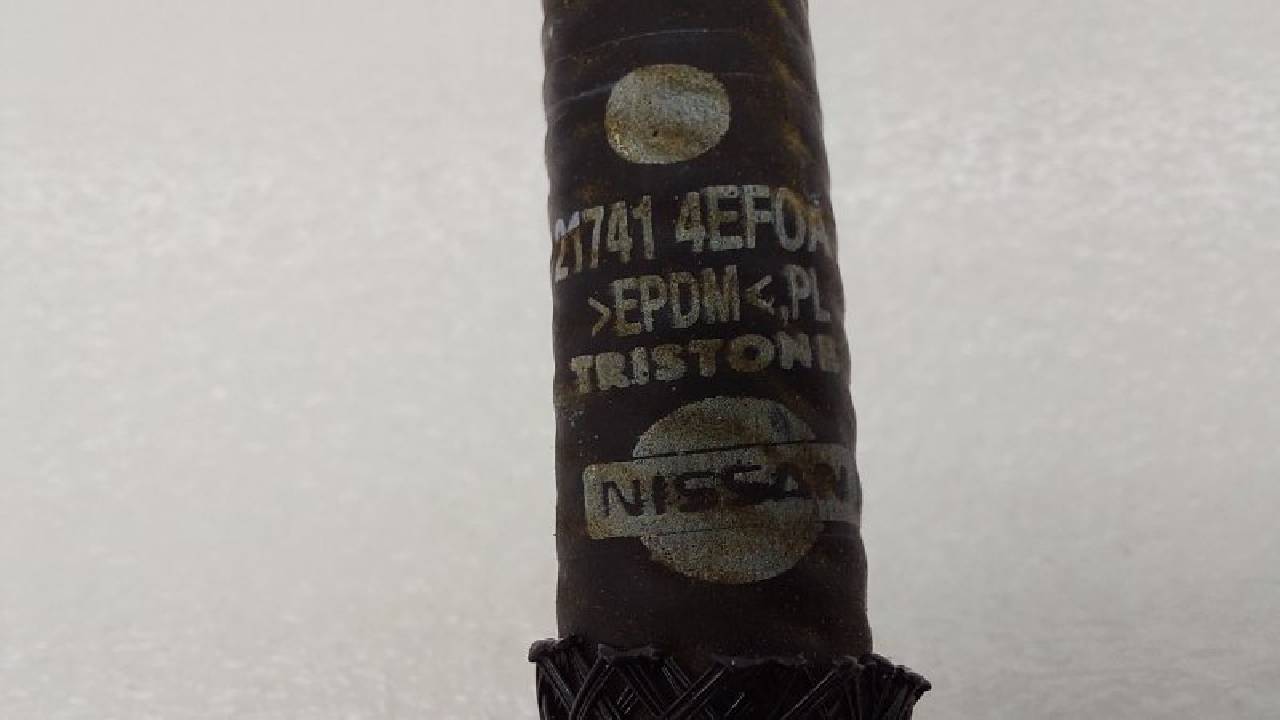 21741 4EF0A
>EPDM<,PL
TRISTONE
NISSAN